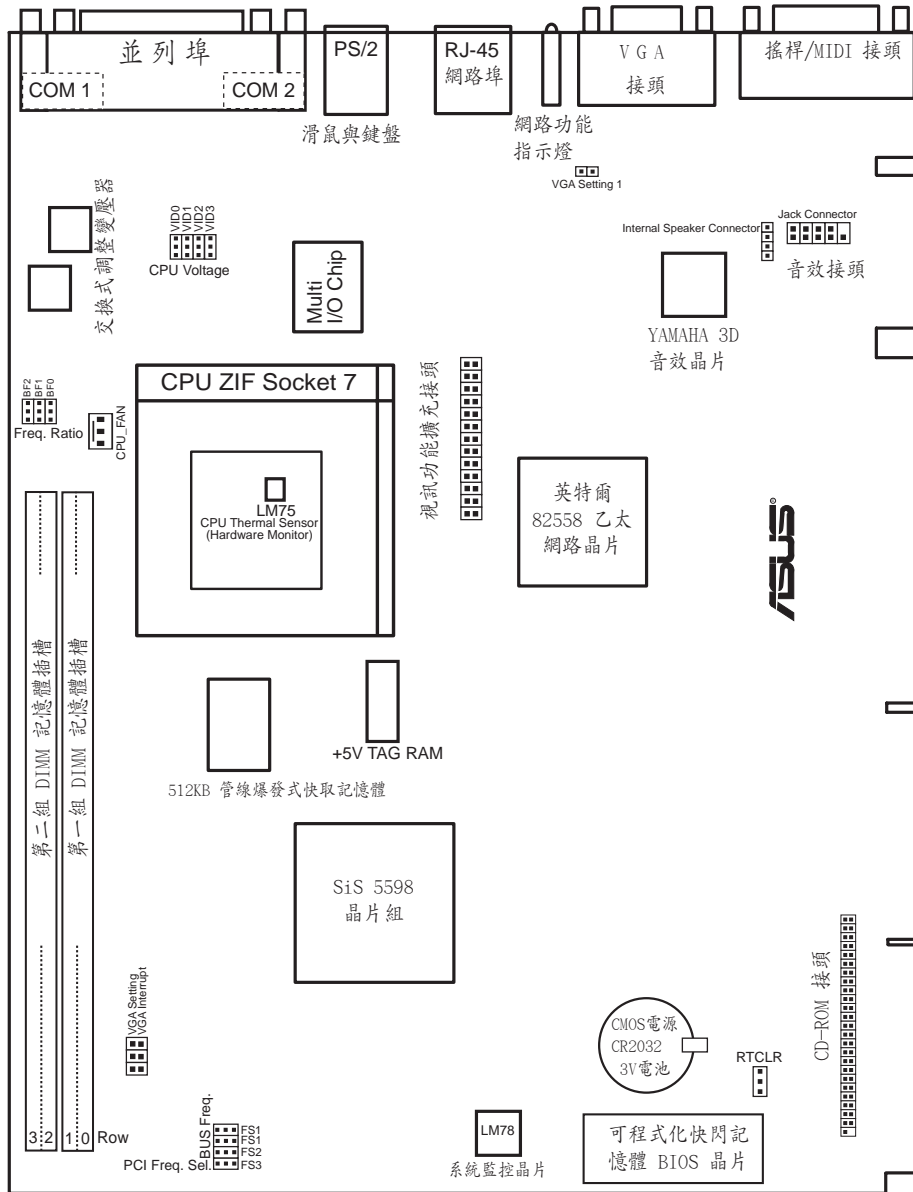 並列埠
COM 1
COM 2
PS/2
滑鼠與鍵盤
RJ-45
網路埠
網路功能
指示燈
VGA
接頭
搖桿/MIDI 接頭
VGA Setting 1
交換式調整變壓器
VID0
VID1
VID2
VID3
CPU Voltage
Multi
I/O Chip
Internal Speaker Connector
Jack Connector
音效接頭
YAMAHA 3D
音效晶片
BF2
BF1
BF0
Freq. Ratio
CPU_FAN
CPU ZIF Socket 7
LM75
CPU Thermal Sensor
(Hardware Monitor)
視訊功能擴充接頭
英特爾
82558 乙太
網路晶片
ASUS
®
第二組 DIMM 記憶體插槽
第一組 DIMM 記憶體插槽
+5V TAG RAM
512KB 管線爆發式快取記憶體
SiS 5598
晶片組
VGA Setting
VGA Interrupt
CMOS電源
CR2032
3V電池
RTCLR
CD-ROM 接頭
3 2 1 0 Row
BUS Freq.
FS1
FS1
FS2
FS3
PCI Freq. Sel.
LM78
系統監控晶片
可程式化快閃記
憶體 BIOS 晶片